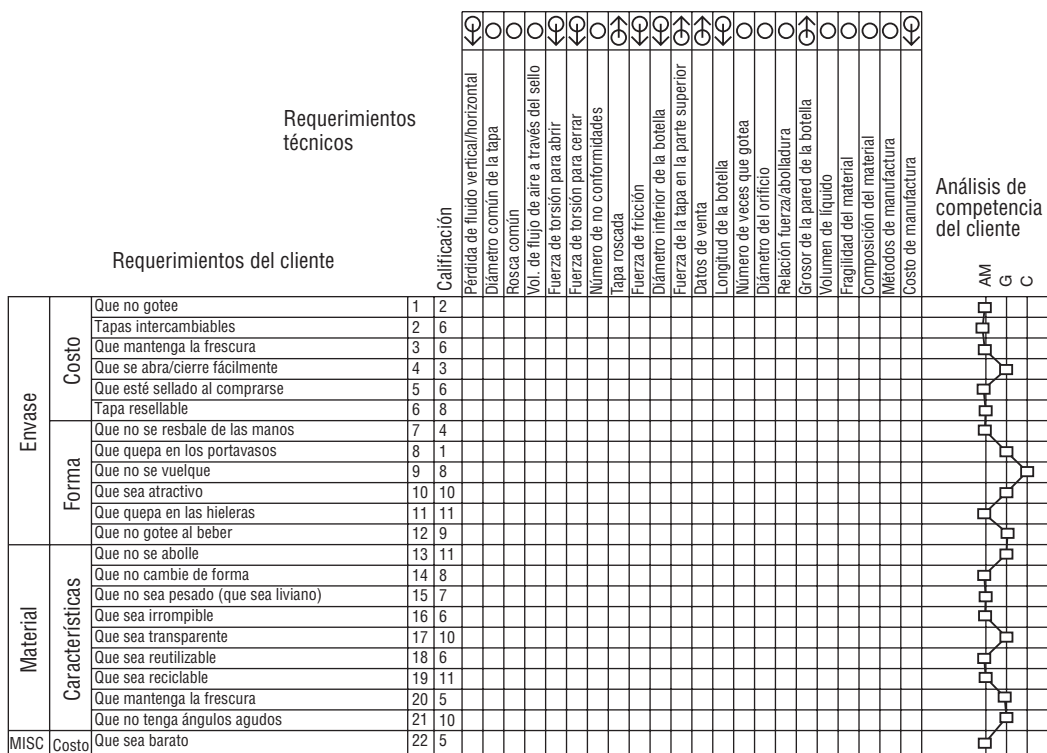 Requerimientos
técnicos
Requerimientos del cliente
Calificación
Pérdida de fluido vertical/horizontal
Diámetro común de la tapa
Rosca común
Vol. de flujo de aire a través del sello
Fuerza de torsión para abrir
Fuerza de torsión para cerrar
Número de no conformidades
Tapa roscada
Fuerza de fricción
Diámetro inferior de la botella
Fuerza de la tapa en la parte superior
Datos de venta
Longitud de la botella
Número de veces que gotea
Diámetro del orificio
Relación fuerza/abolladura
Grosor de la pared de la botella
Volumen de líquido
Fragilidad del material
Composición del material
Métodos de manufactura
Costo de manufactura
Análisis de
competencia
del cliente
AM
G
C
Envase
Costo
Que no gotee 1 2
Tapas intercambiables 2 6
Que mantenga la frescura 3 6
Que se abra/cierre fácilmente 4 3
Que esté sellado al comprarse 5 6
Tapa resellable 6 8
Forma
Que no se resbale de las manos 7 4
Que quepa en los portavasos 8 1
Que no se vuelque 9 8
Que sea atractivo 10 10
Que quepa en las hieleras 11 11
Que no gotee al beber 12 9
Material
Características
Que no se abolle 13 11
Que no cambie de forma 14 8
Que no sea pesado (que sea liviano) 15 7
Que sea irrompible 16 6
Que sea transparente 17 10
Que sea reutilizable 18 6
Que sea reciclable 19 11
Que mantenga la frescura 20 5
Que no tenga ángulos agudos 21 10
MISC Costo Que sea barato 22 5